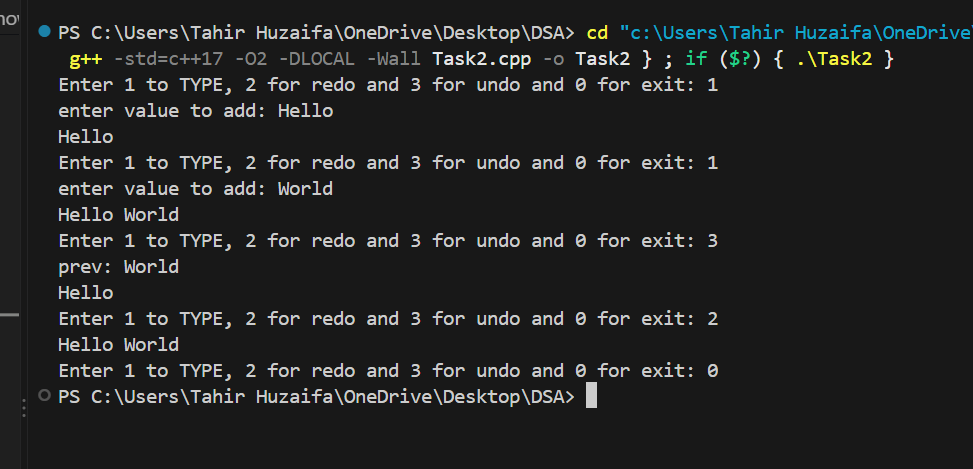 PS C:\Users\Tahir Huzaifa\OneDrive\Desktop\DSA> cd "c:\Users\Tahir Huzaifa\OneDrive
g++ -std=c++17 -O2 -DLOCAL -Wall Task2.cpp -o Task2 } ; if ($?) { .\Task2 }
Enter 1 to TYPE, 2 for redo and 3 for undo and 0 for exit: 1
enter value to add: Hello
Hello
Enter 1 to TYPE, 2 for redo and 3 for undo and 0 for exit: 1
enter value to add: World
Hello World
Enter 1 to TYPE, 2 for redo and 3 for undo and 0 for exit: 3
prev: World
Hello
Enter 1 to TYPE, 2 for redo and 3 for undo and 0 for exit: 2
Hello World
Enter 1 to TYPE, 2 for redo and 3 for undo and 0 for exit: 0
PS C:\Users\Tahir Huzaifa\OneDrive\Desktop\DSA>